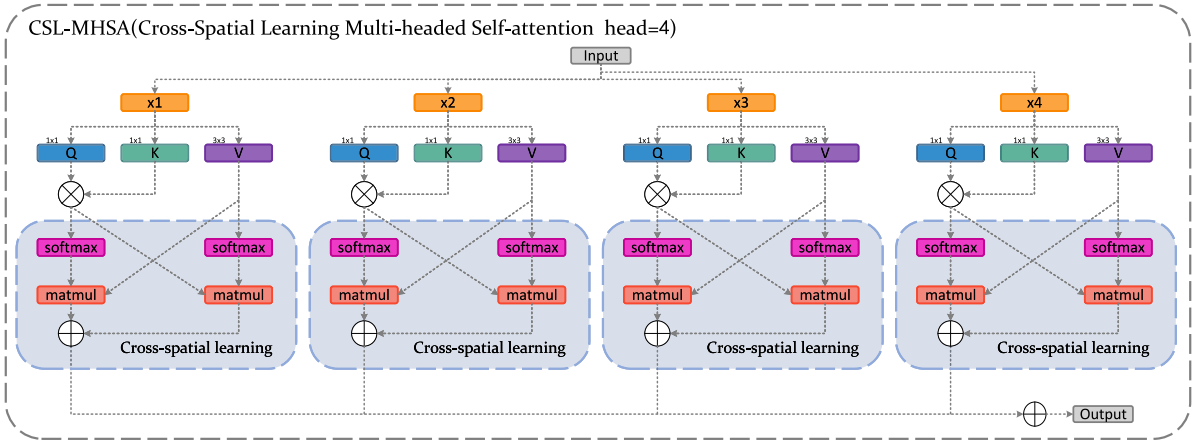 CSL-MHSA(Cross-Spatial Learning Multi-headed Self-attention head=4)
Input
x1 x2 x3 x4
1x1 1x1 3x3 1x1 1x1 3x3 1x1 1x1 3x3 1x1 1x1 3x3
Q K V Q K V Q K V Q K V
softmax softmax softmax softmax softmax softmax softmax softmax
matmul matmul matmul matmul matmul matmul matmul matmul
Cross-spatial learning Cross-spatial learning Cross-spatial learning Cross-spatial learning
Output